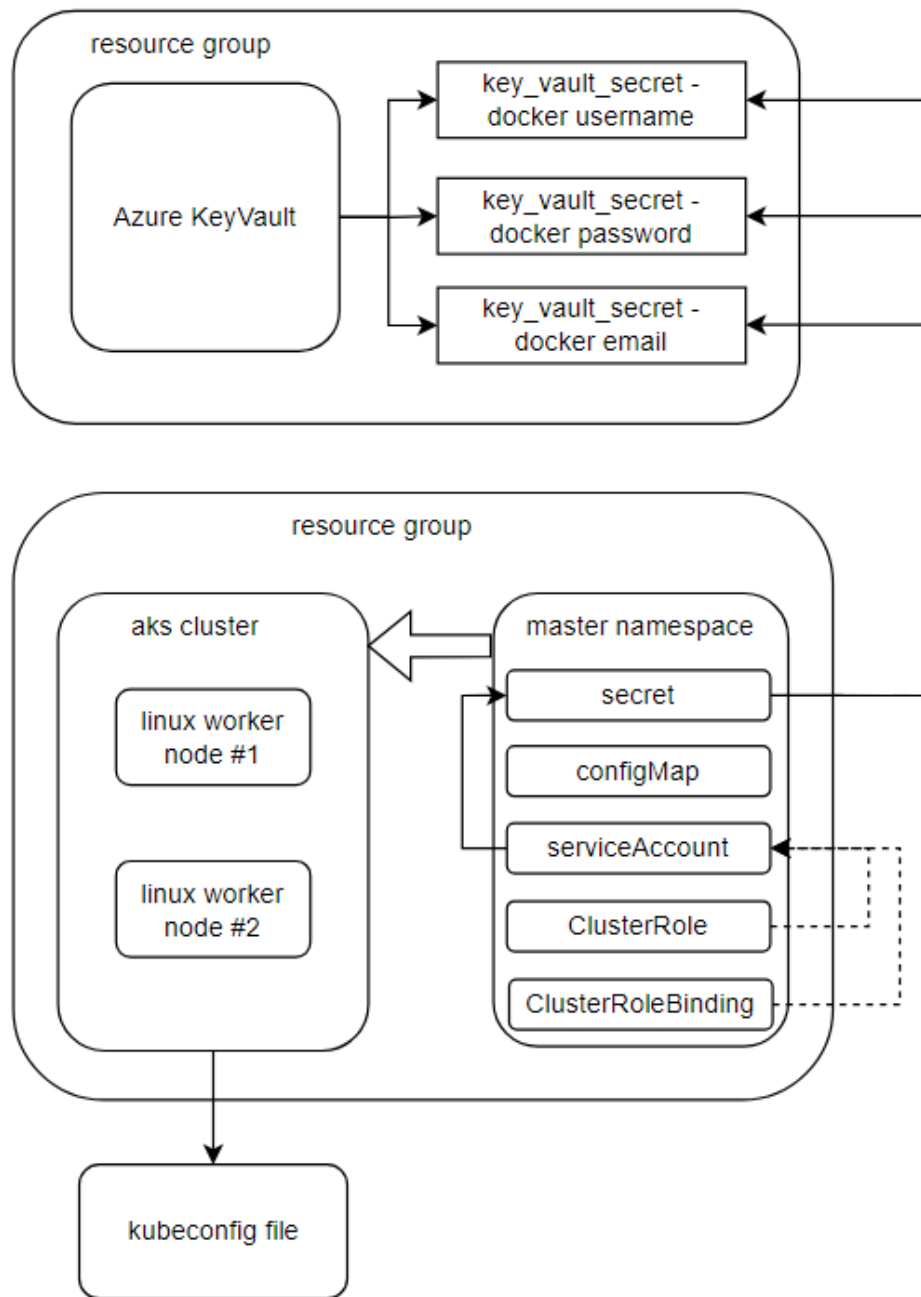 resource group
Azure KeyVault
key_vault_secret -
docker username
key_vault_secret -
docker password
key_vault_secret -
docker email
resource group
aks cluster
linux worker
node #1
linux worker
node #2
master namespace
secret
configMap
serviceAccount
ClusterRole
ClusterRoleBinding
kubeconfig file